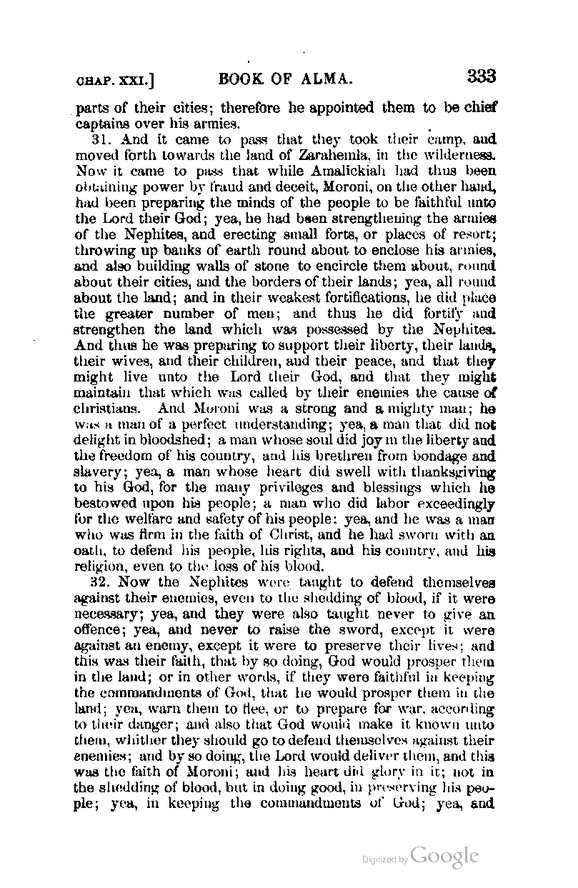 CHAP. XXI.] BOOK OF ALMA. 333
parts of their cities; therefore he appointed them to be chief
captains over his armies.
31. And it came to pass that they took their camp, and
moved forth towards the land of Zarahemla, in the wilderness.
Now it came to pass that while Amalickiah had thus been
obtaining power by fraud and deceit, Moroni, on the other hand,
had been preparing the minds of the people to be faithful unto
the Lord their God; yea, he had been strengthening the armies
of the Nephites, and erecting small forts, or places of resort;
throwing up banks of earth round about to enclose his armies,
and also building walls of stone to encircle them about, round
about their cities, and the borders of their lands; yea, all round
about the land; and in their weakest fortifications, he did place
the greater number of men; and thus he did fortify and
strengthen the land which was possessed by the Nephites.
And thus he was preparing to support their liberty, their lands,
their wives, and their children, and their peace, and that they
might live unto the Lord their God, and that they might
maintain that which was called by their enemies the cause of
christians. And Moroni was a strong and a mighty man; he
was a man of a perfect understanding; yea, a man that did not
delight in bloodshed; a man whose soul did joy in the liberty and
the freedom of his country, and his brethren from bondage and
slavery; yea, a man whose heart did swell with thanksgiving
to his God, for the many privileges and blessings which he
bestowed upon his people; a man who did labor exceedingly
for the welfare and safety of his people: yea, and he was a man
who was firm in the faith of Christ, and he had sworn with an
oath, to defend his people, his rights, and his country, and his
religion, even to the loss of his blood.
32. Now the Nephites were taught to defend themselves
against their enemies, even to the shedding of blood, if it were
necessary; yea, and they were also taught never to give an
offence; yea, and never to raise the sword, except it were
against an enemy, except it were to preserve their lives; and
this was their faith, that by so doing, God would prosper them
in the land; or in other words, if they were faithful in keeping
the commandments of God, that he would prosper them in the
land; yea, warn them to flee, or to prepare for war, according
to their danger; and also that God would make it known unto
them, whither they should go to defend themselves against their
enemies; and by so doing, the Lord would deliver them, and this
was the faith of Moroni; and his heart did glory in it; not in
the shedding of blood, but in doing good, in preserving his peo-
ple; yea, in keeping the commandments of God; yea, and
Digitized by Google